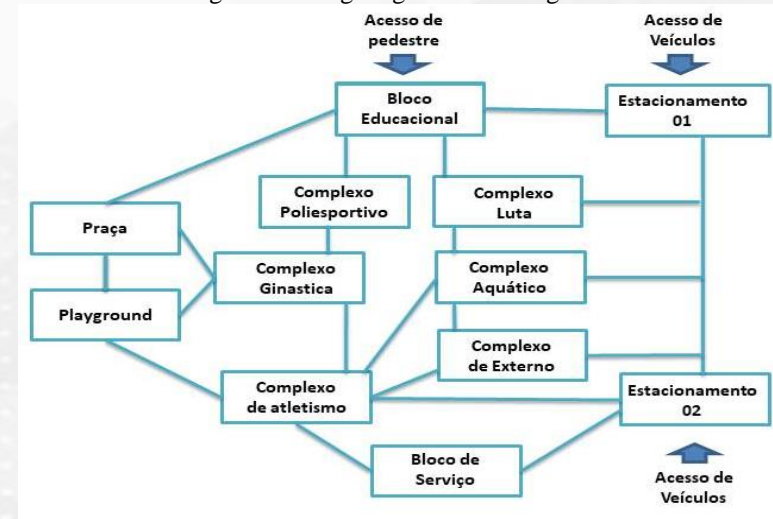 Acesso de
pedestre
Acesso de
Veículos
Bloco
Educacional
Estacionamento
01
Complexo
Poliesportivo
Complexo
Luta
Praça
Complexo
Ginastica
Complexo
Aquático
Playground
Complexo
de Externo
Complexo
de atletismo
Estacionamento
02
Bloco de
Serviço
Acesso de
Veículos